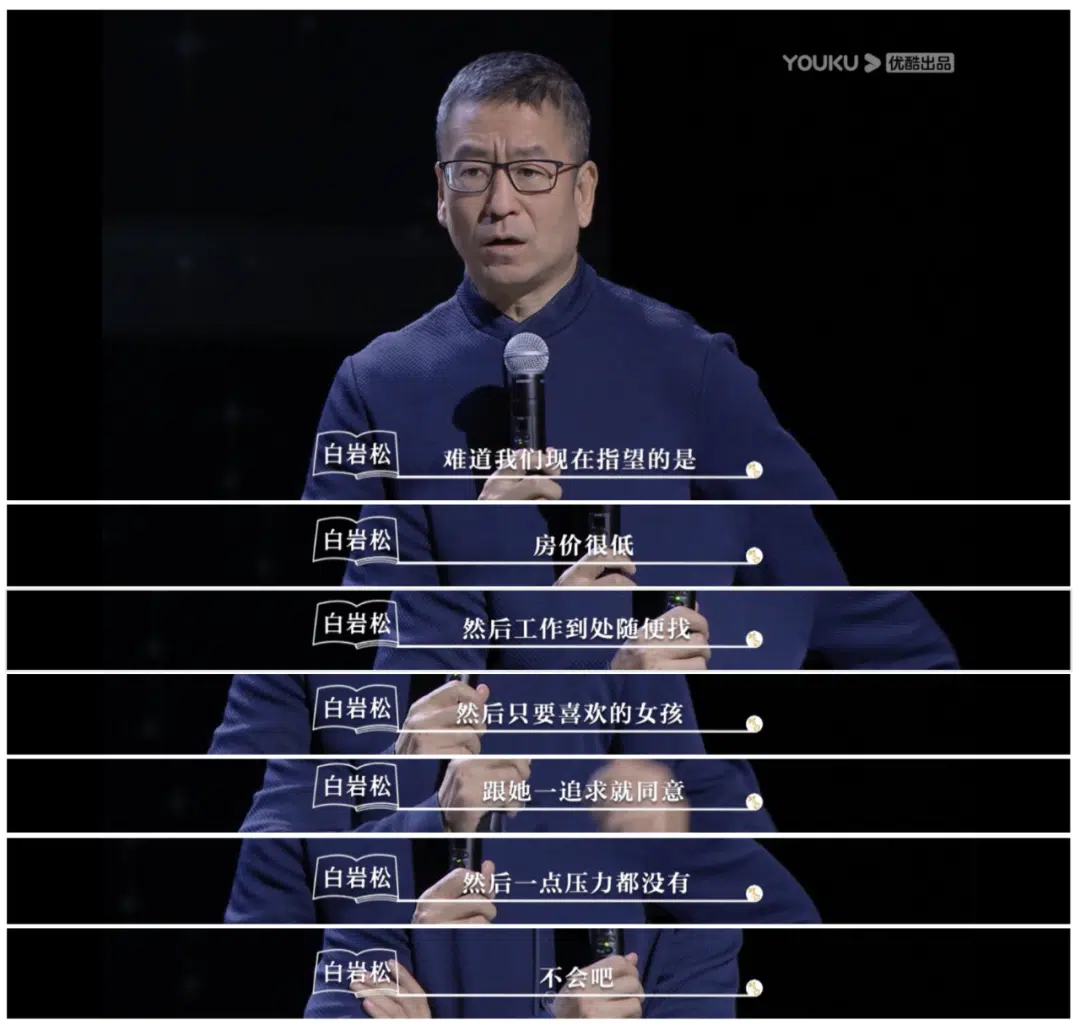 YOUKU 优酷出品
白岩松 难道我们现在指望的是
白岩松 房价很低
白岩松 然后工作到处随便找
白岩松 然后只要喜欢的女孩
白岩松 跟她一追求就同意
白岩松 然后一点压力都没有
白岩松 不会吧